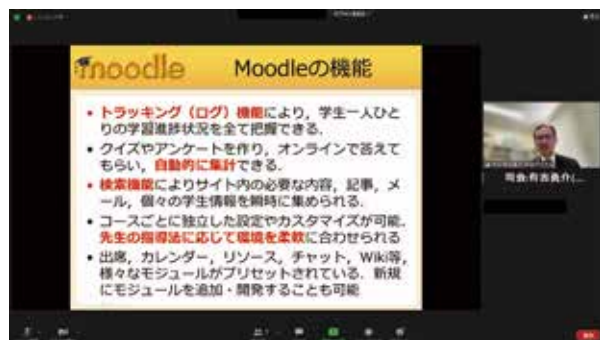 moodle
Moodleの機能
• トラッキング（ログ）機能により，学生一人ひと
りの学習進捗状況を全て把握できる．
• クイズやアンケートを作り，オンラインで答えて
もらい，自動的に集計できる．
• 検索機能によりサイト内の必要な内容，記事，メ
ール，個々の学生情報を瞬時に集められる．
• コースごとに独立した設定やカスタマイズが可能．
先生の指導法に応じて環境を柔軟に合わせられる
• 出席，カレンダー，リソース，チャット，Wiki等，
様々なモジュールがプリセットされている．新規
にモジュールを追加・開発することも可能
司会:有吉勇介(...